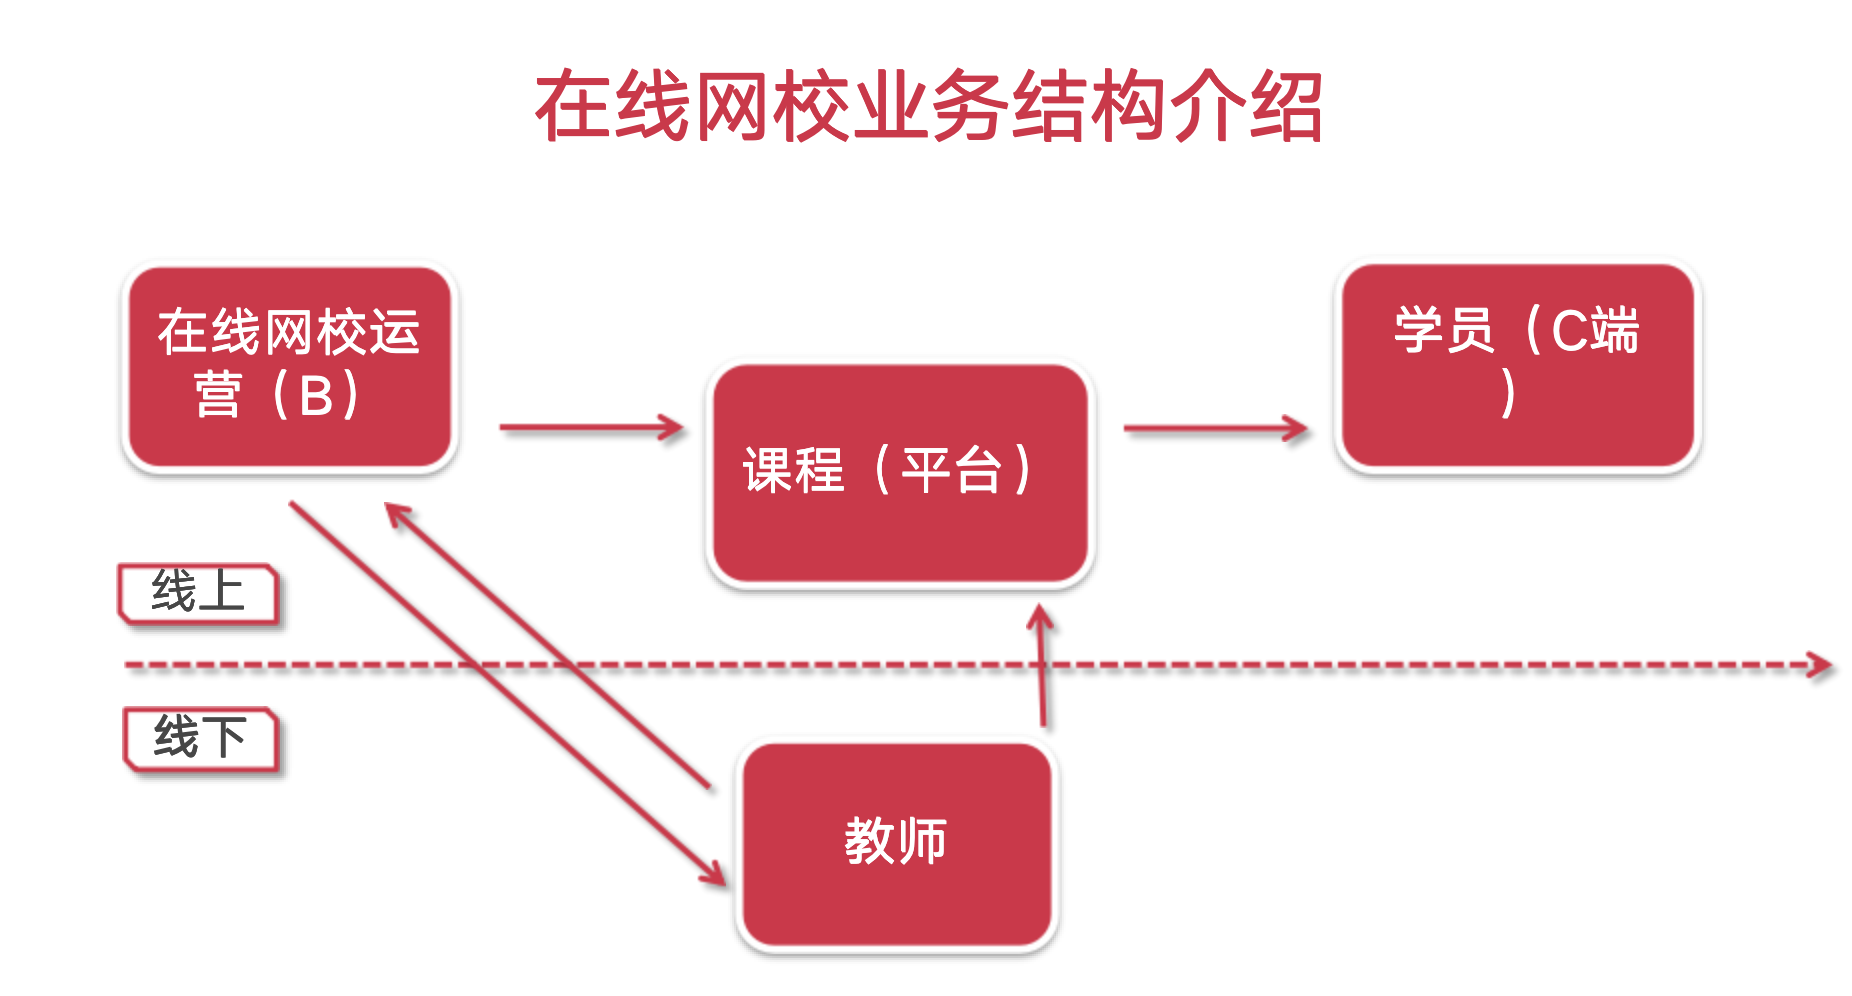 在线网校业务结构介绍
在线网校运
营（B）
学员（C端
）
课程（平台）
线上
线下
教师